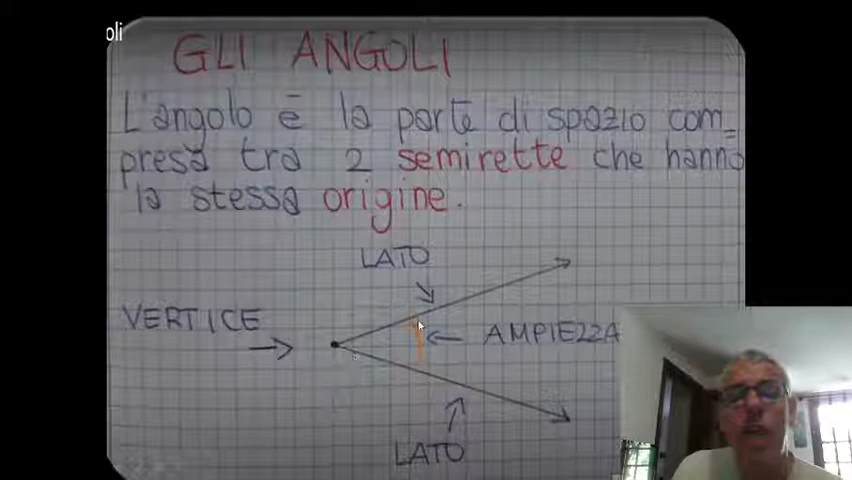 oli
GLI ANGOLI
L'angolo è la parte di spazio com=
presa tra 2 semirette che hanno
la stessa origine.
LATO
VERTICE
AMPIEZZA
LATO